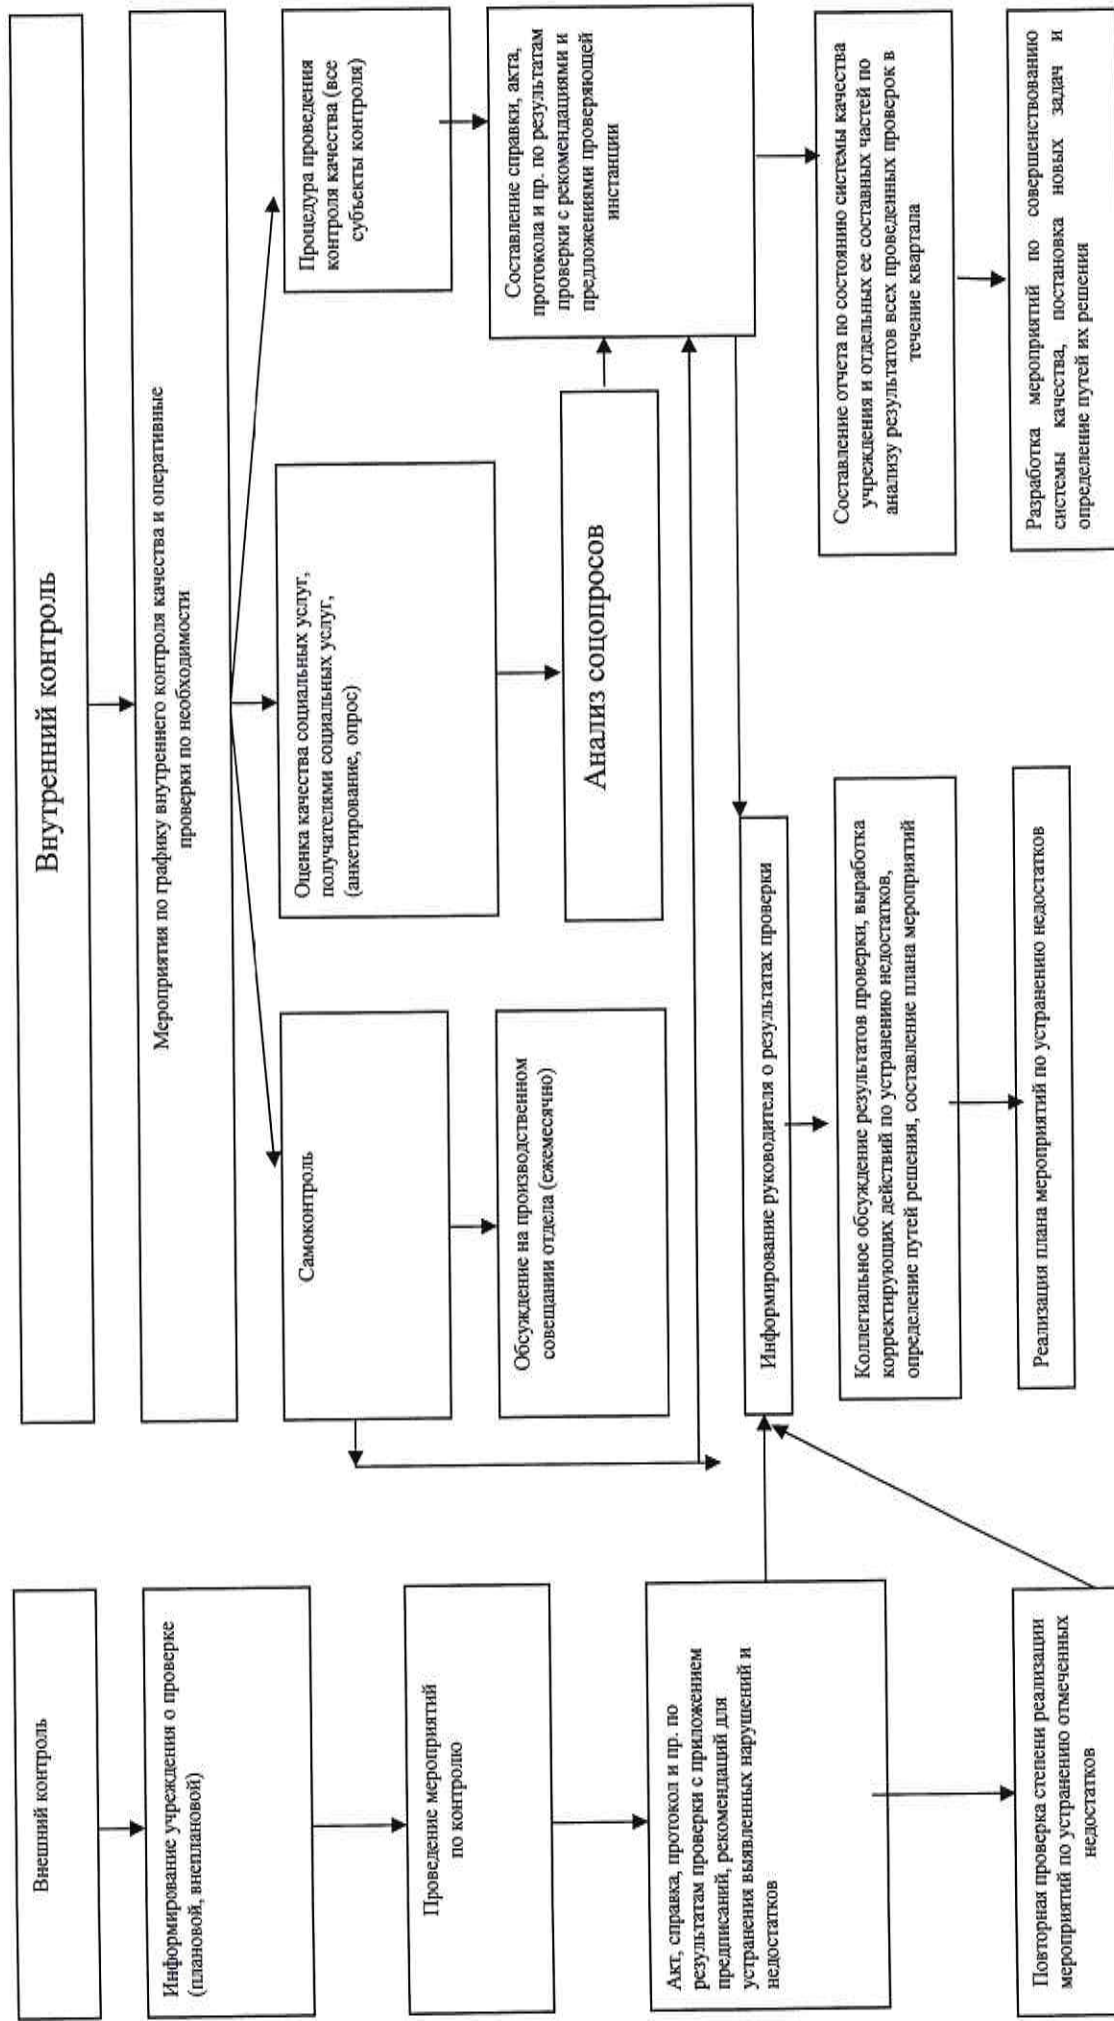 Внешний контроль
Информирование учреждения о проверке
(плановой, внеплановой)
Проведение мероприятий
по контролю
Акт, справка, протокол и пр. по
результатам проверки с приложением
предписаний, рекомендаций для
устранения выявленных нарушений и
недостатков
Повторная проверка степени реализации
мероприятий по устранению отмеченных
недостатков
Внутренний контроль
Мероприятия по графику внутреннего контроля качества и оперативные
проверки по необходимости
Самоконтроль
Обсуждение на производственном
совещании отдела (ежемесячно)
Оценка качества социальных услуг,
получателями социальных услуг,
(анкетирование, опрос)
Анализ соцопросов
Процедура проведения
контроля качества (все
субъекты контроля)
Составление справки, акта,
протокола и пр. по результатам
проверки с рекомендациями и
предложениями проверяющей
инстанции
Информирование руководителя о результатах проверки
Коллегиальное обсуждение результатов проверки, выработка
корректирующих действий по устранению недостатков,
определение путей решения, составление плана мероприятий
Реализация плана мероприятий по устранению недостатков
Составление отчета по состоянию системы качества
учреждения и отдельных ее составных частей по
анализу результатов всех проведенных проверок в
течение квартала
Разработка мероприятий по совершенствованию
системы качества, постановка новых задач и
определение путей их решения